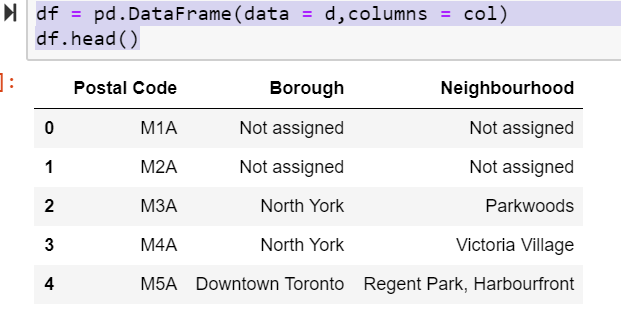 df = pd.DataFrame(data = d,columns = col)
df.head()
]:
Postal Code Borough Neighbourhood
0 M1A Not assigned Not assigned
1 M2A Not assigned Not assigned
2 M3A North York Parkwoods
3 M4A North York Victoria Village
4 M5A Downtown Toronto Regent Park, Harbourfront